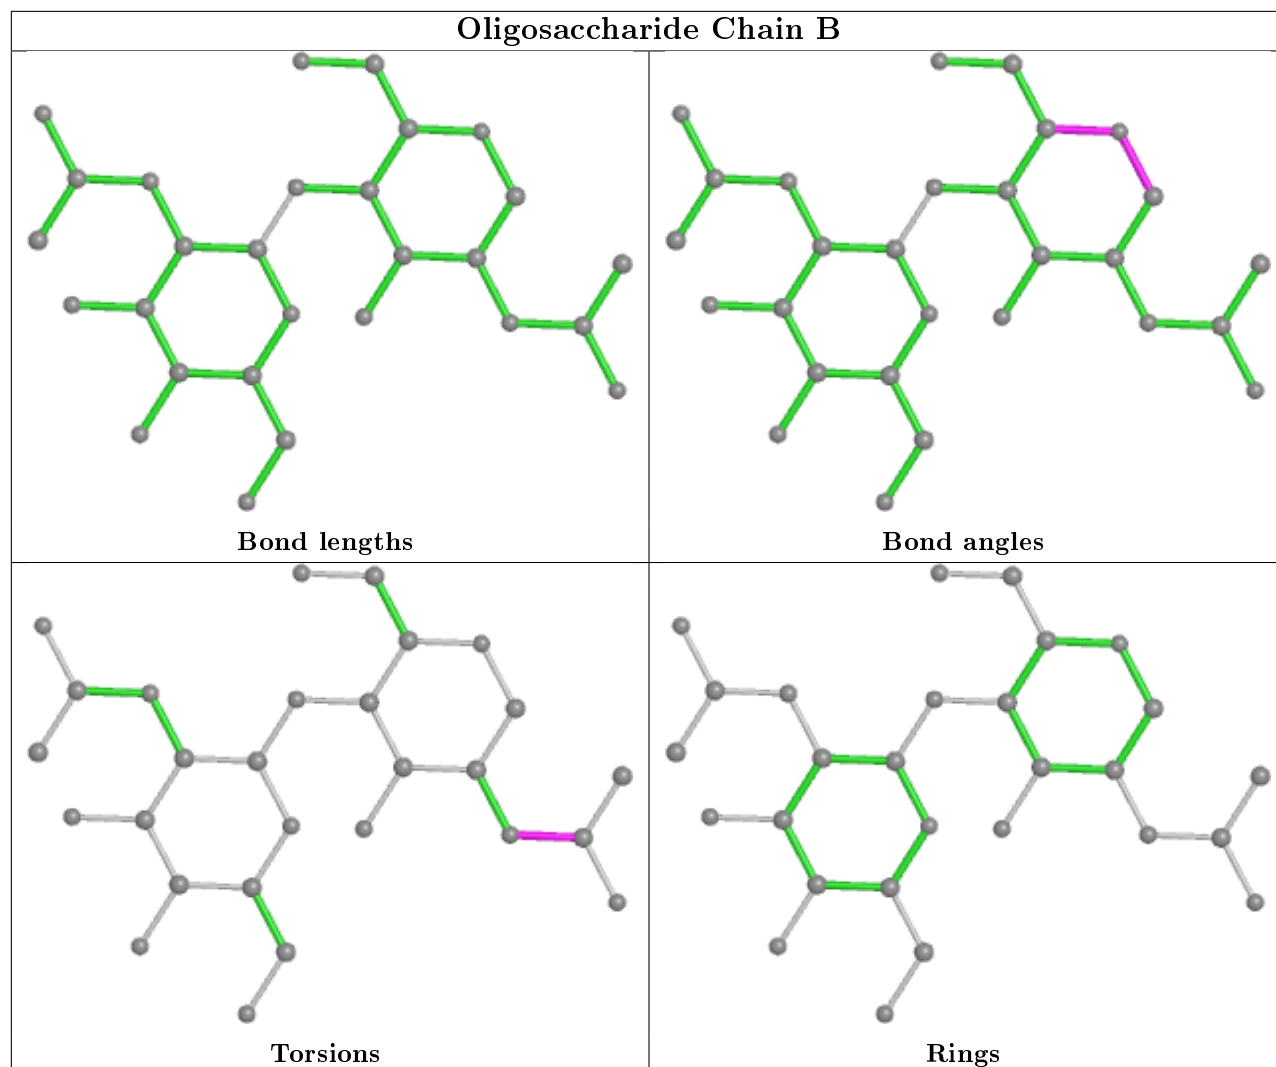 Oligosaccharide Chain B
Bond lengths
Bond angles
Torsions
Rings